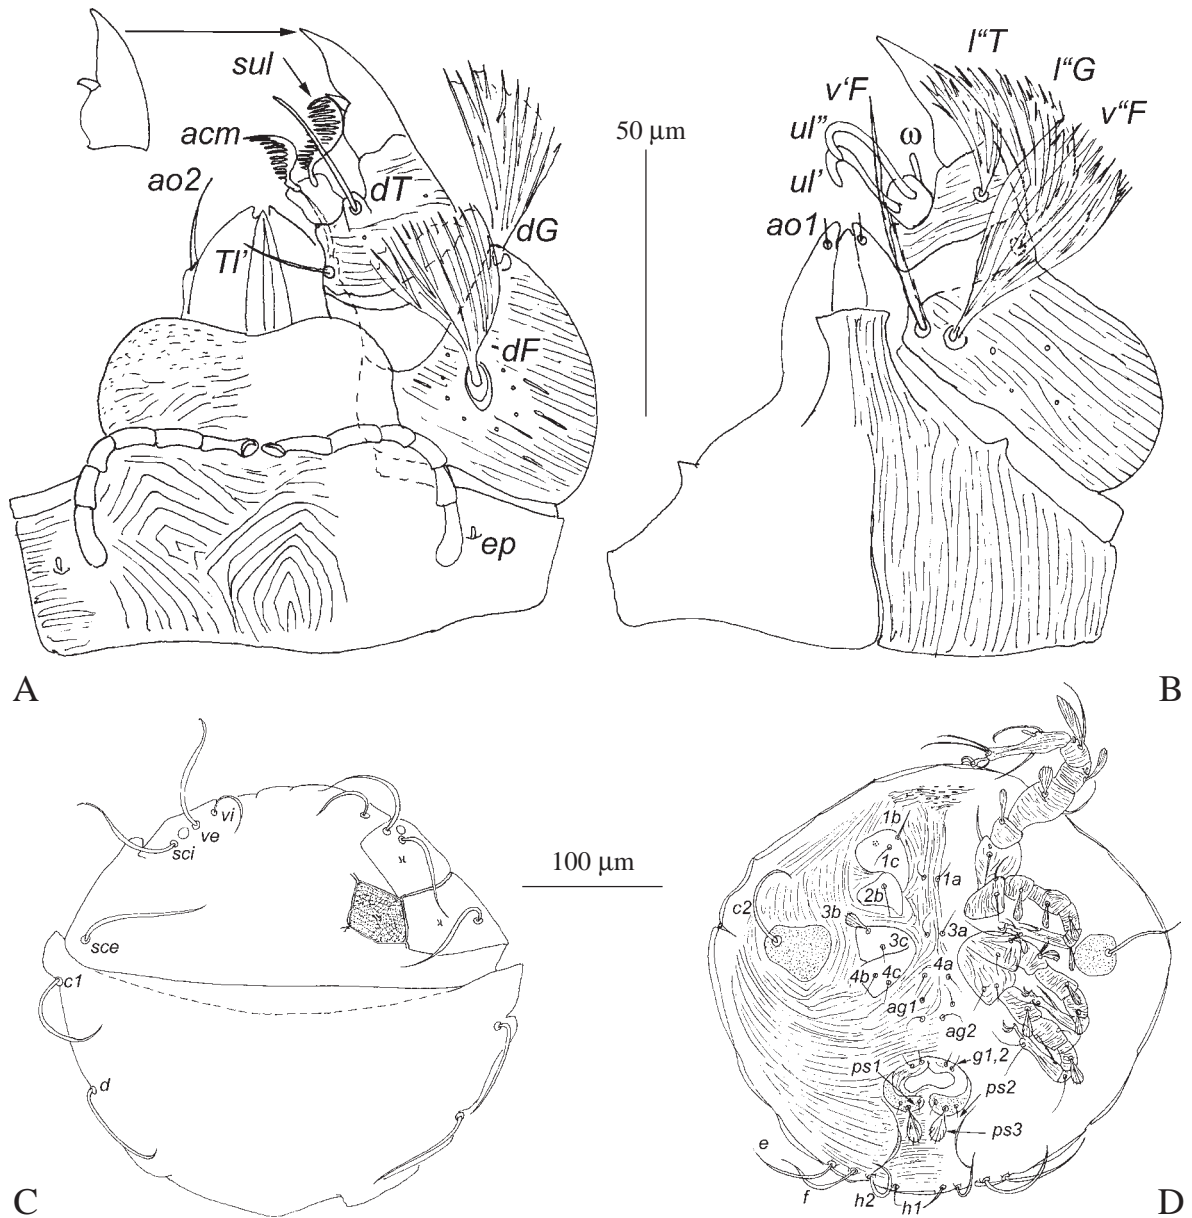 sul
acm
ao2
dT
Tl'
dG
dF
ep
A
50 µm
l"T
l"G
v'F
v"F
ul"
ω
ul'
ao1
B
vi
ve
sci
sce
c1
d
C
100 µm
1b
1c
1a
2b
c2
3b
3a
3c
4a
4b
4c
ag1
ag2
g1,2
ps1
ps2
ps3
e
f
h2
h1
D